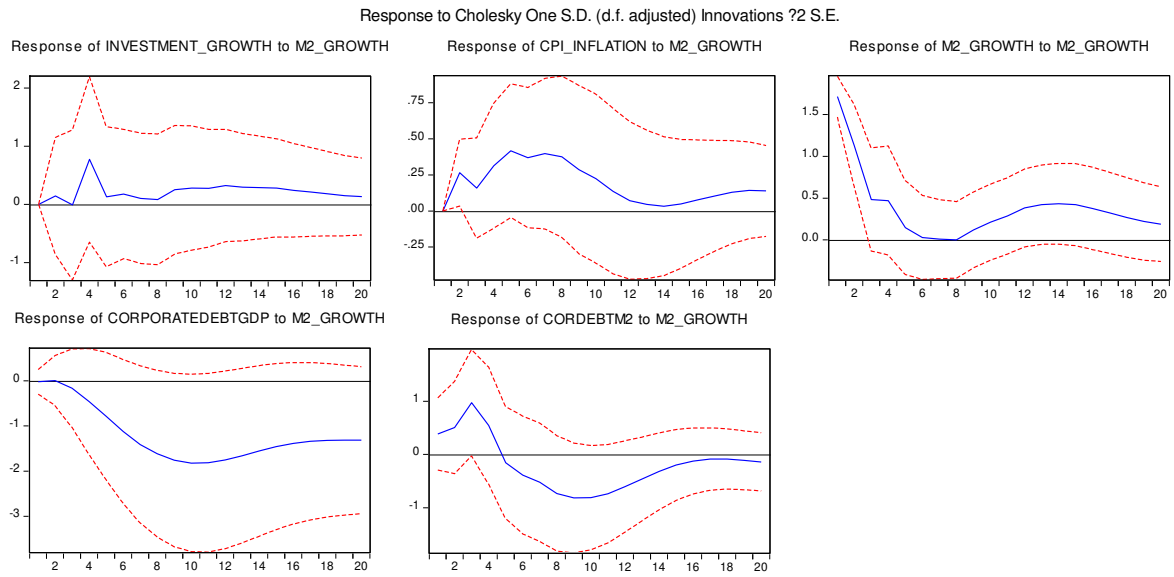 Response to Cholesky One S.D. (d.f. adjusted) Innovations ?2 S.E.
Response of INVESTMENT_GROWTH to M2_GROWTH
2
1
0
-1
2 4 6 8 10 12 14 16 18 20
Response of CPI_INFLATION to M2_GROWTH
.75
.50
.25
.00
-.25
2 4 6 8 10 12 14 16 18 20
Response of M2_GROWTH to M2_GROWTH
1.5
1.0
0.5
0.0
2 4 6 8 10 12 14 16 18 20
Response of CORPORATEDEBTGDP to M2_GROWTH
0
-1
-2
-3
2 4 6 8 10 12 14 16 18 20
Response of CORDEBTM2 to M2_GROWTH
1
0
-1
2 4 6 8 10 12 14 16 18 20